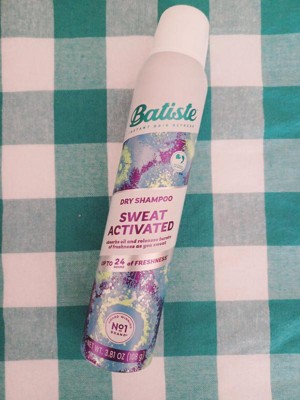 Batiste
INSTANT HAIR REFRESH
DRY SHAMPOO
SWEAT
ACTIVATED
absorbs oil and releases bursts
of freshness as you sweat
UP TO 24 HOURS of FRESHNESS
No1
NET WT. 3.81 OZ (108 g)